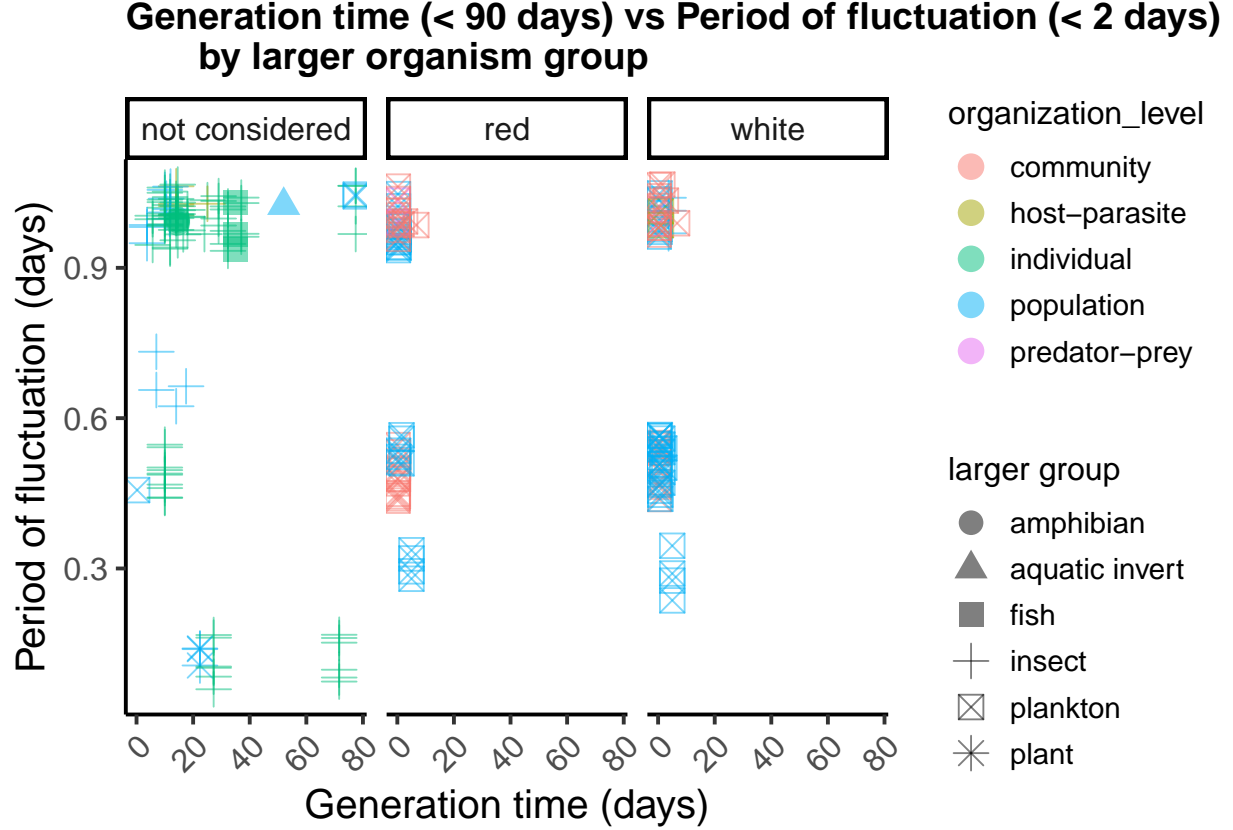 Generation time (< 90 days) vs Period of fluctuation (< 2 days)
by larger organism group
not considered
red
white
Period of fluctuation (days)
0.9
0.6
0.3
0 20 40 60 80
0 20 40 60 80
0 20 40 60 80
Generation time (days)
organization_level
community
host−parasite
individual
population
predator−prey
larger group
amphibian
aquatic invert
fish
insect
plankton
plant